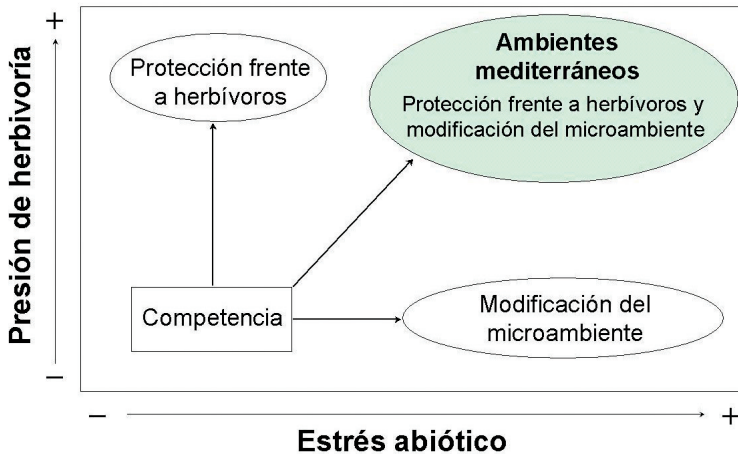 +
Presión de herbivoría
−
Protección frente
a herbívoros
Ambientes
mediterráneos
Protección frente a herbívoros y
modificación del microambiente
Competencia
Modificación del
microambiente
−
+
Estrés abiótico